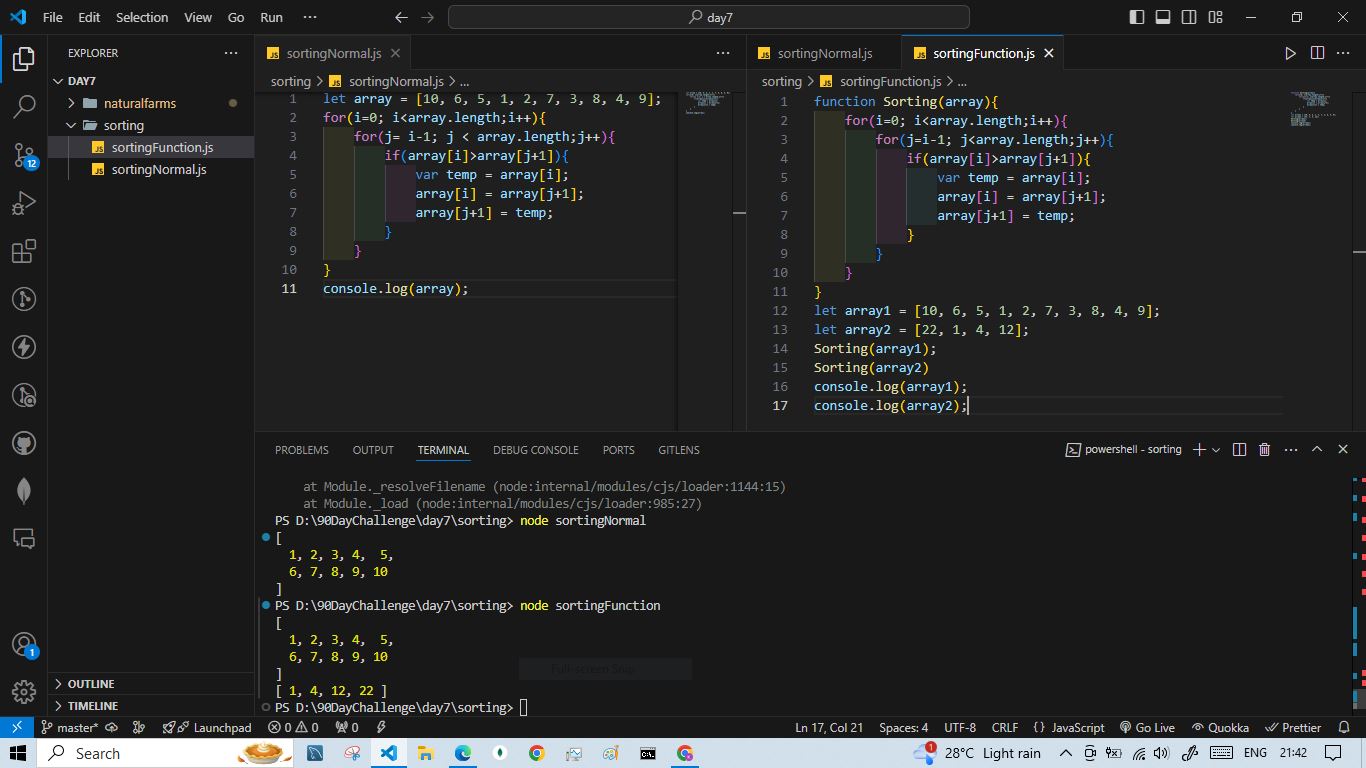 File Edit Selection View Go Run ··· day7
EXPLORER ···
DAY7
naturalfarms
sorting
JS sortingFunction.js
JS sortingNormal.js
OUTLINE
TIMELINE
12
1
JS sortingNormal.js ···
sorting > JS sortingNormal.js > ...
1 let array = [10, 6, 5, 1, 2, 7, 3, 8, 4, 9];
2 for(i=0; i<array.length;i++){
3 for(j= i-1; j < array.length;j++){
4 if(array[i]>array[j+1]){
5 var temp = array[i];
6 array[i] = array[j+1];
7 array[j+1] = temp;
8 }
9 }
10 }
11 console.log(array);
JS sortingNormal.js JS sortingFunction.js ···
sorting > JS sortingFunction.js > ...
1 function Sorting(array){
2 for(i=0; i<array.length;i++){
3 for(j=i-1; j<array.length;j++){
4 if(array[i]>array[j+1]){
5 var temp = array[i];
6 array[i] = array[j+1];
7 array[j+1] = temp;
8 }
9 }
10 }
11 }
12 let array1 = [10, 6, 5, 1, 2, 7, 3, 8, 4, 9];
13 let array2 = [22, 1, 4, 12];
14 Sorting(array1);
15 Sorting(array2)
16 console.log(array1);
17 console.log(array2);
PROBLEMS OUTPUT TERMINAL DEBUG CONSOLE PORTS GITLENS powershell - sorting ···
at Module._resolveFilename (node:internal/modules/cjs/loader:1144:15)
at Module._load (node:internal/modules/cjs/loader:985:27)
PS D:\90DayChallenge\day7\sorting> node sortingNormal
[
1, 2, 3, 4, 5,
6, 7, 8, 9, 10
]
PS D:\90DayChallenge\day7\sorting> node sortingFunction
[
1, 2, 3, 4, 5,
6, 7, 8, 9, 10
]
[ 1, 4, 12, 22 ]
PS D:\90DayChallenge\day7\sorting>
Full-screen Snip
master* Launchpad 0 0 0 Ln 17, Col 21 Spaces: 4 UTF-8 CRLF {} JavaScript Go Live Quokka Prettier
Search 1 28°C Light rain ENG 21:42